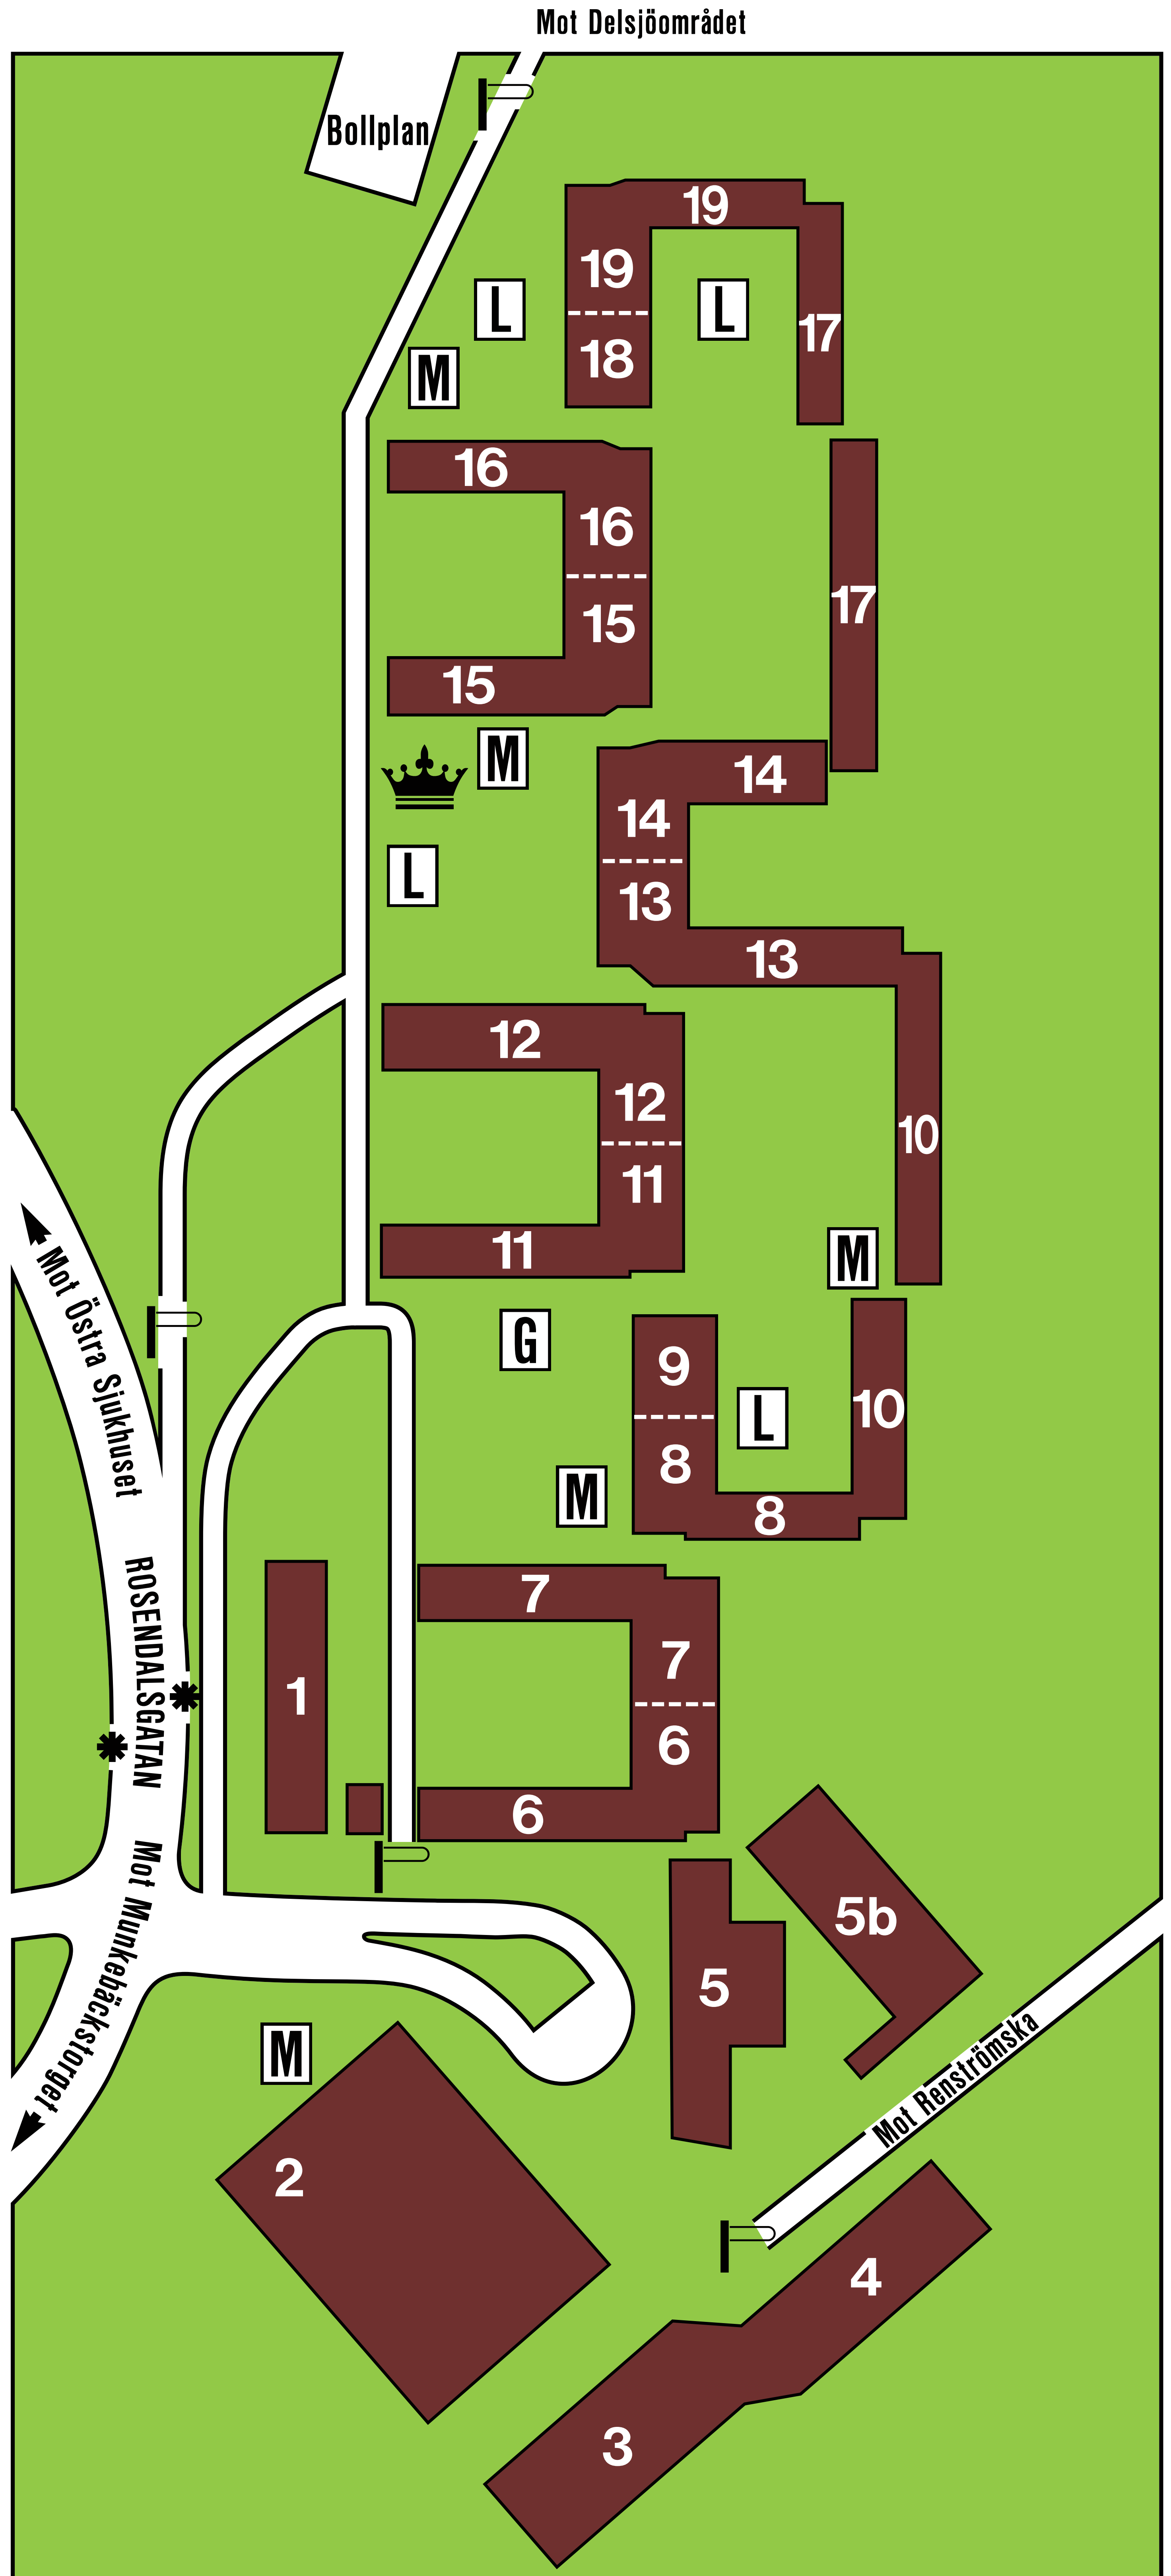 Mot Delsjöområdet
Bollplan
19
19
L
L
17
18
M
16
16
17
15
15
M
14
14
L
13
13
12
12
10
11
11
M
G
9
10
L
8
M
8
7
7
1
6
6
Mot Östra Sjukhuset
ROSENDALSGATAN
Mot Munkebäckstorget
5b
5
M
Mot Renströmska
2
4
3